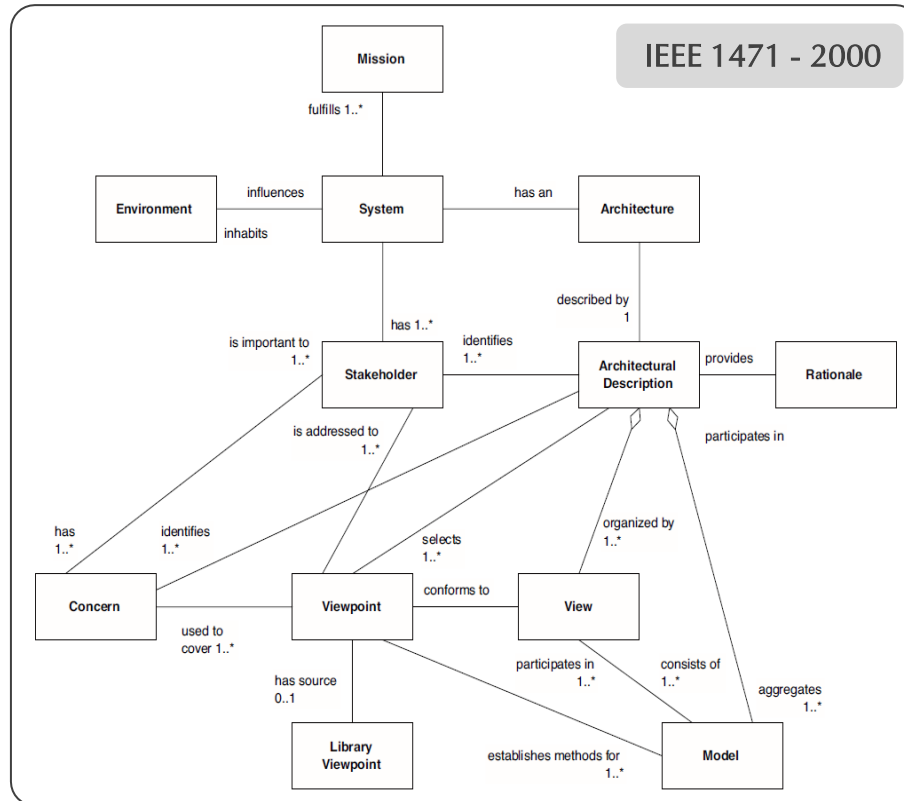 IEEE 1471 - 2000
Mission
fulfills 1..*
influences
has an
Environment
System
Architecture
inhabits
described by
1
has 1..*
is important to
1..*
identifies
1..*
provides
Stakeholder
Architectural
Description
Rationale
is addressed to
1..*
participates in
has
1..*
identifies
1..*
selects
1..*
organized by
1..*
conforms to
Concern
Viewpoint
View
used to
cover 1..*
has source
0..1
participates in
1..*
consists of
1..*
aggregates
1..*
Library
Viewpoint
establishes methods for
1..*
Model